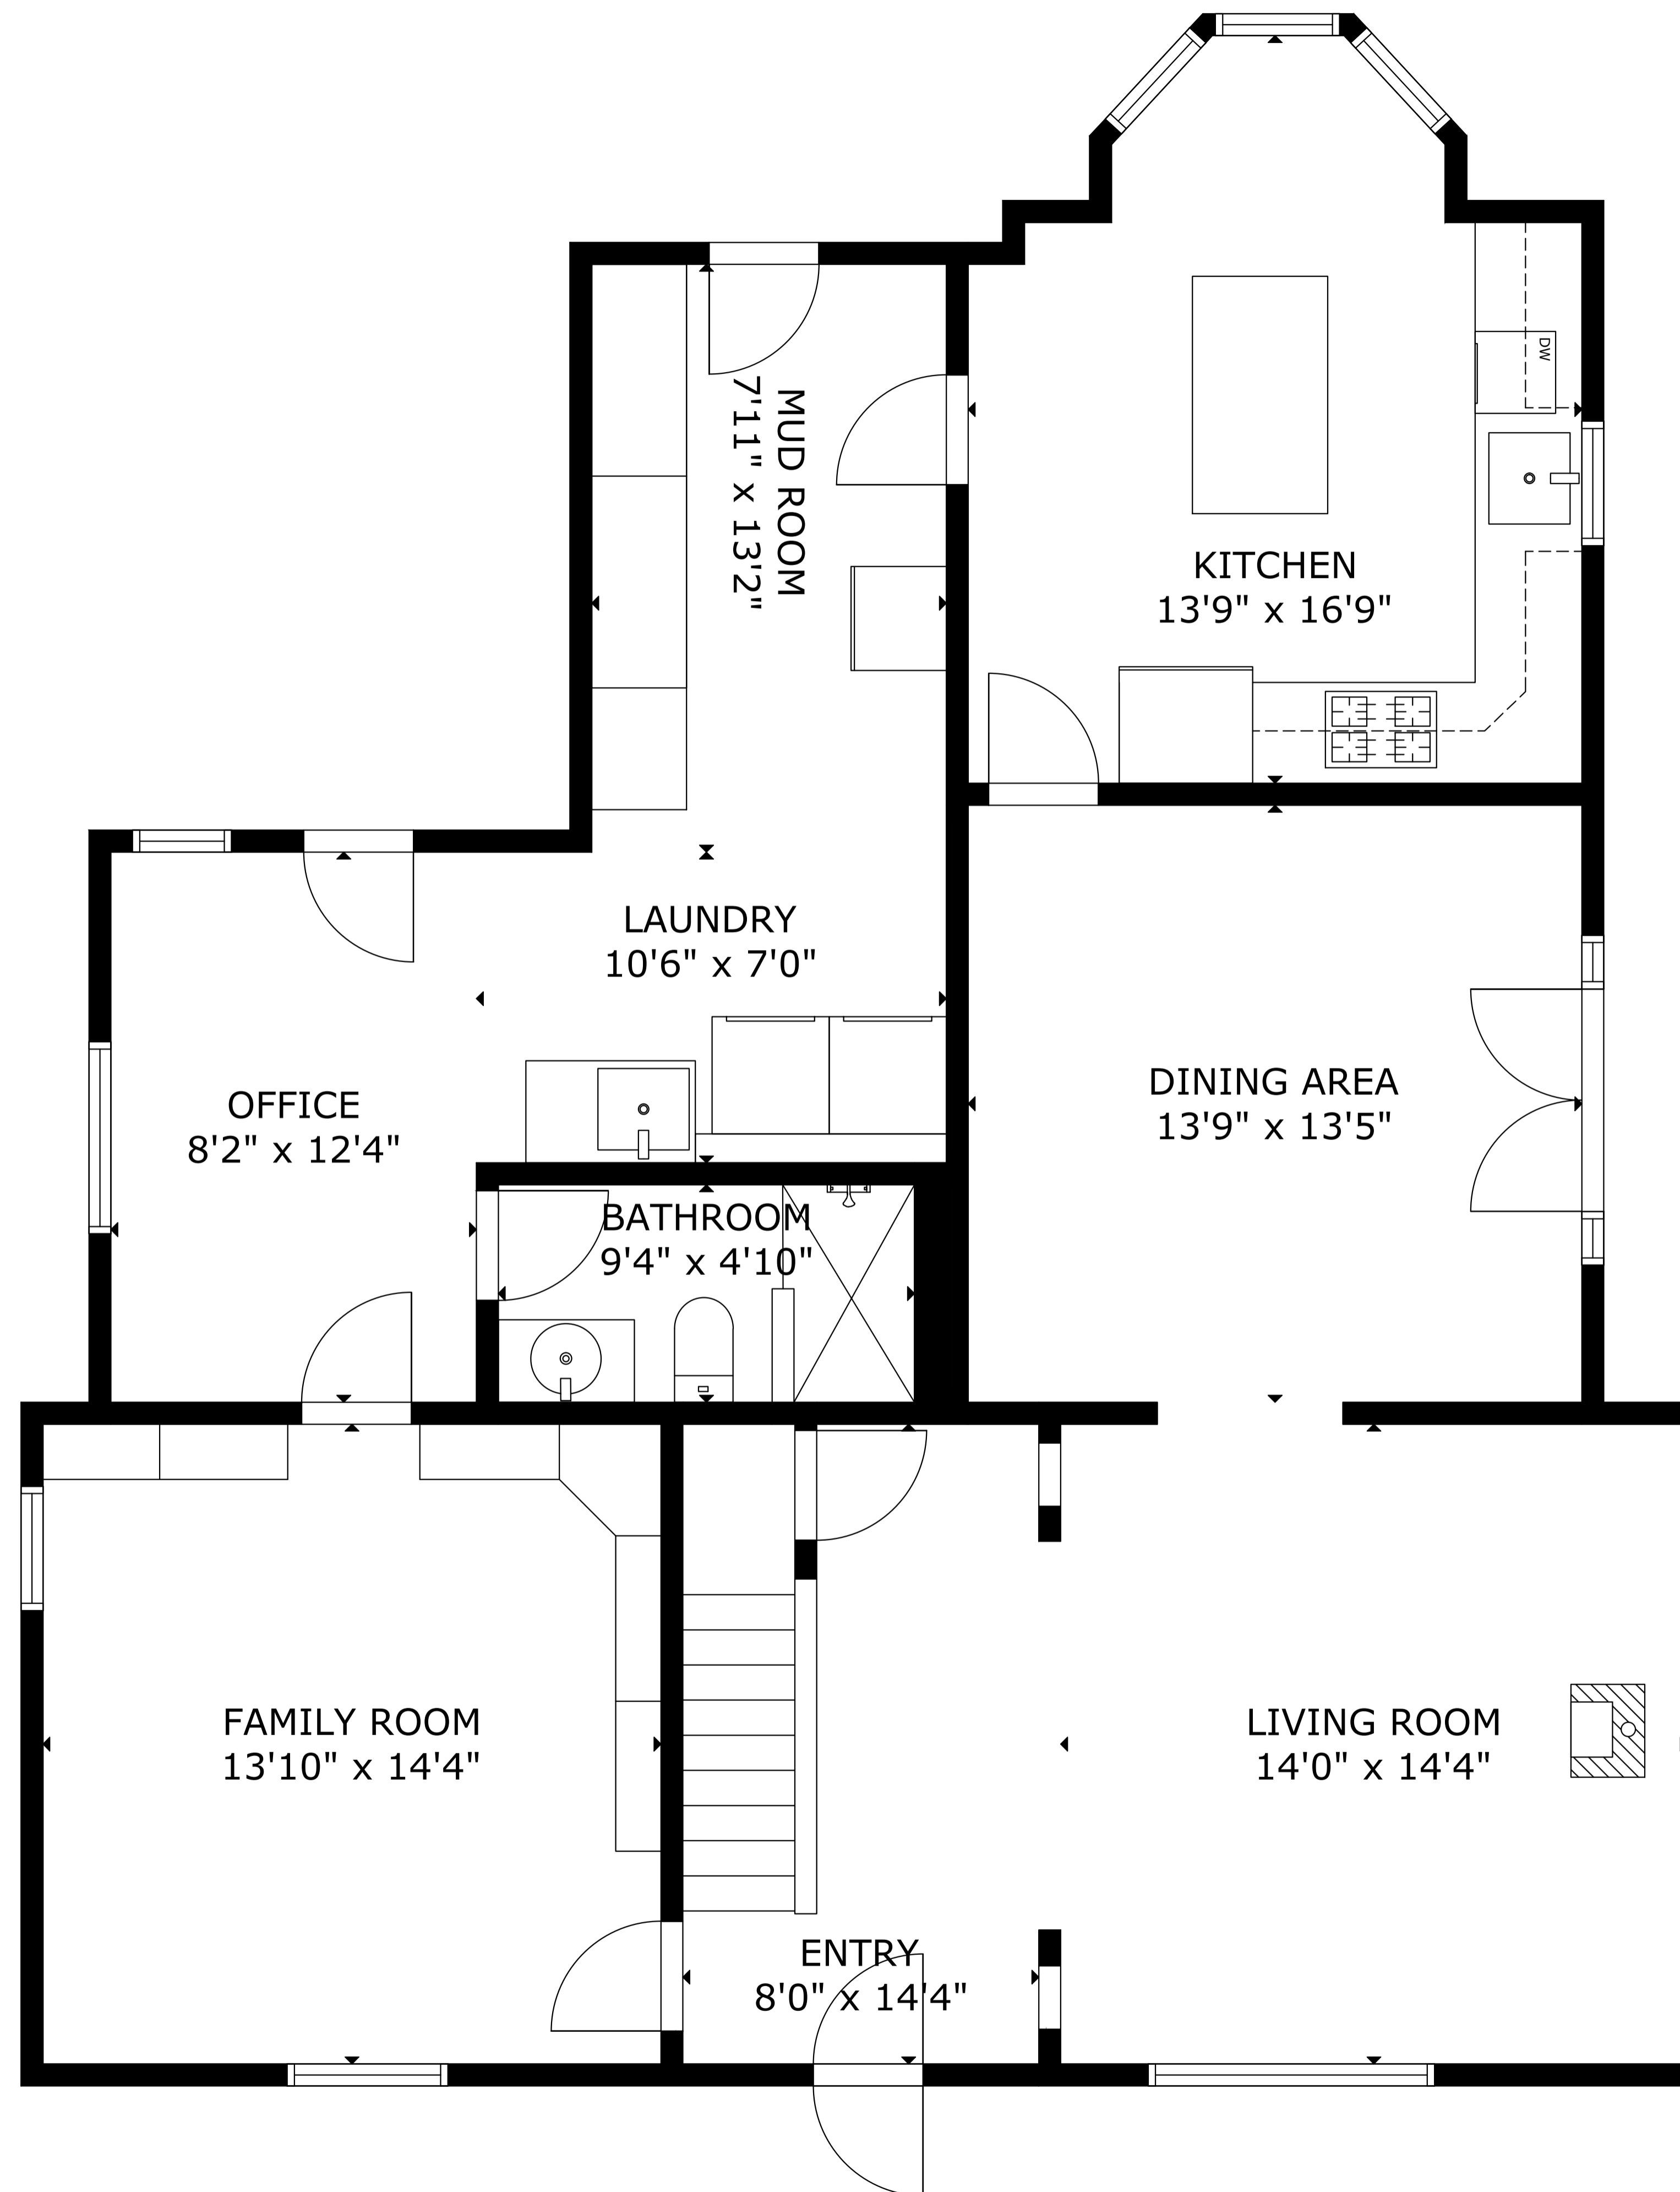 MUD ROOM
7'11" x 13'2"
DW
KITCHEN
13'9" x 16'9"
LAUNDRY
10'6" x 7'0"
DINING AREA
13'9" x 13'5"
OFFICE
8'2" x 12'4"
BATHROOM
9'4" x 4'10"
FAMILY ROOM
13'10" x 14'4"
LIVING ROOM
14'0" x 14'4"
ENTRY
8'0" x 14'4"